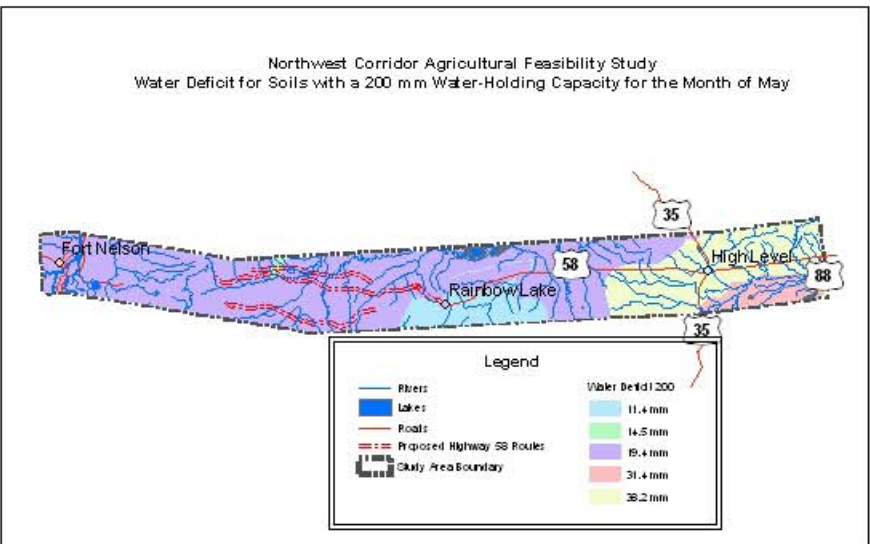 Northwest Corridor Agricultural Feasibility Study
Water Deficit for Soils with a 200 mm Water-Holding Capacity for the Month of May
35
Fort Nelson
58
High Level
88
Rainbow Lake
35
Legend
Rivers
Lakes
Roads
Proposed Highway 58 Routes
Study Area Boundary
Water Deficit 200
11.4 mm
14.5 mm
19.4 mm
31.4 mm
38.2 mm